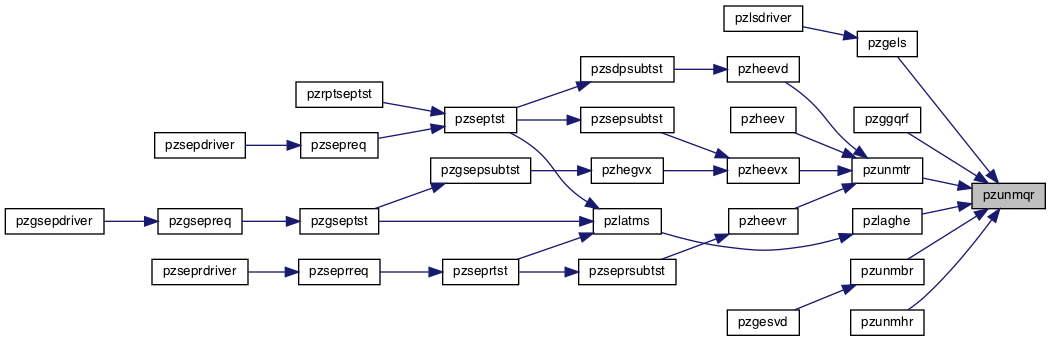 pzlsdriver
pzgels
pzsdpsubtst
pzheevd
pzrptseptst
pzseptst
pzsepsubtst
pzheev
pzggqrf
pzsepdriver
pzsepreq
pzgsepsubtst
pzhegvx
pzheevx
pzunmtr
pzunmqr
pzgsepdriver
pzgsepreq
pzgseptst
pzlatms
pzheevr
pzlaghe
pzseprdriver
pzseprreq
pzseprtst
pzseprsubtst
pzunmbr
pzgesvd
pzunmhr